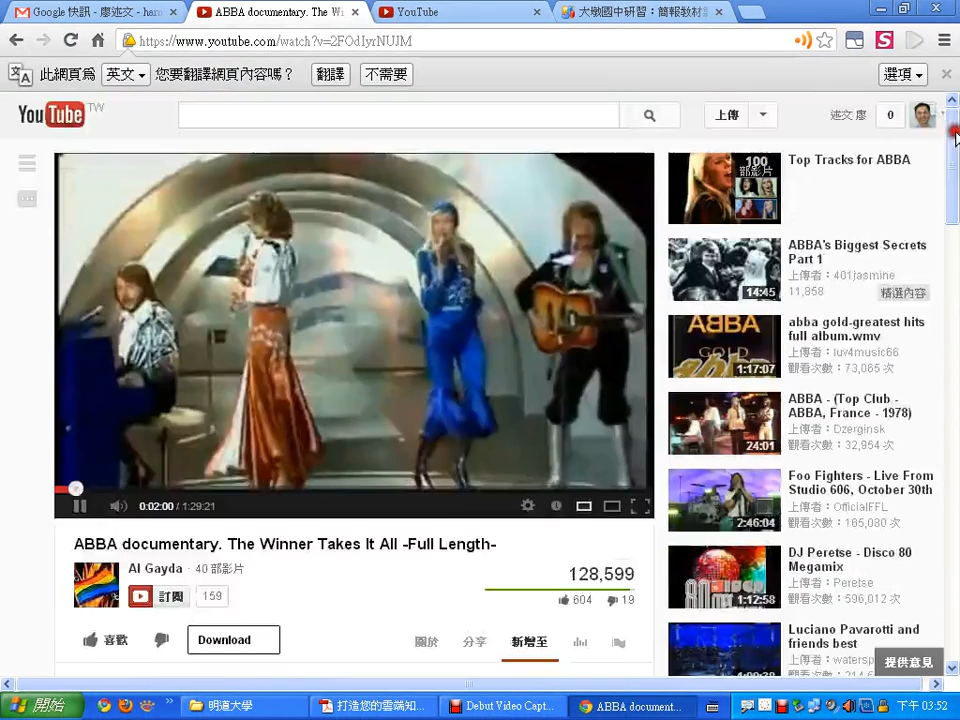 Google 快訊 - 廖述文 - harr
ABBA documentary. The Wi
YouTube
大墩國中研習：簡報教材
https://www.youtube.com/watch?v=2FOdIyrNUJM
此網頁為 英文 您要翻譯網頁內容嗎？ 翻譯 不需要 選項
YouTube TW
上傳
述文 廖 0
Top Tracks for ABBA
100
部影片
ABBA's Biggest Secrets
Part 1
上傳者：401jasmine
11,858
精選內容
14:45
abba gold-greatest hits
full album.wmv
上傳者：luv4music66
觀看次數：73,065 次
ABBA
GOLD
1:17:07
ABBA - (Top Club -
ABBA, France - 1978)
上傳者：Dzerginsk
觀看次數：32,954 次
24:01
Foo Fighters - Live From
Studio 606, October 30th
上傳者：OfficialFFL
觀看次數：165,080 次
2:46:04
DJ Peretse - Disco 80
Megamix
上傳者：Peretse
觀看次數：596,012 次
1:12:58
Luciano Pavarotti and
friends best
上傳者：watersp
提供意見
0:02:00 / 1:29:21
ABBA documentary. The Winner Takes It All -Full Length-
Al Gayda · 40 部影片
訂閱 159
128,599
604 19
喜歡
Download
關於 分享 新增至
開始
明道大學
打造您的雲端知...
Debut Video Capt...
ABBA document...
下午 03:52